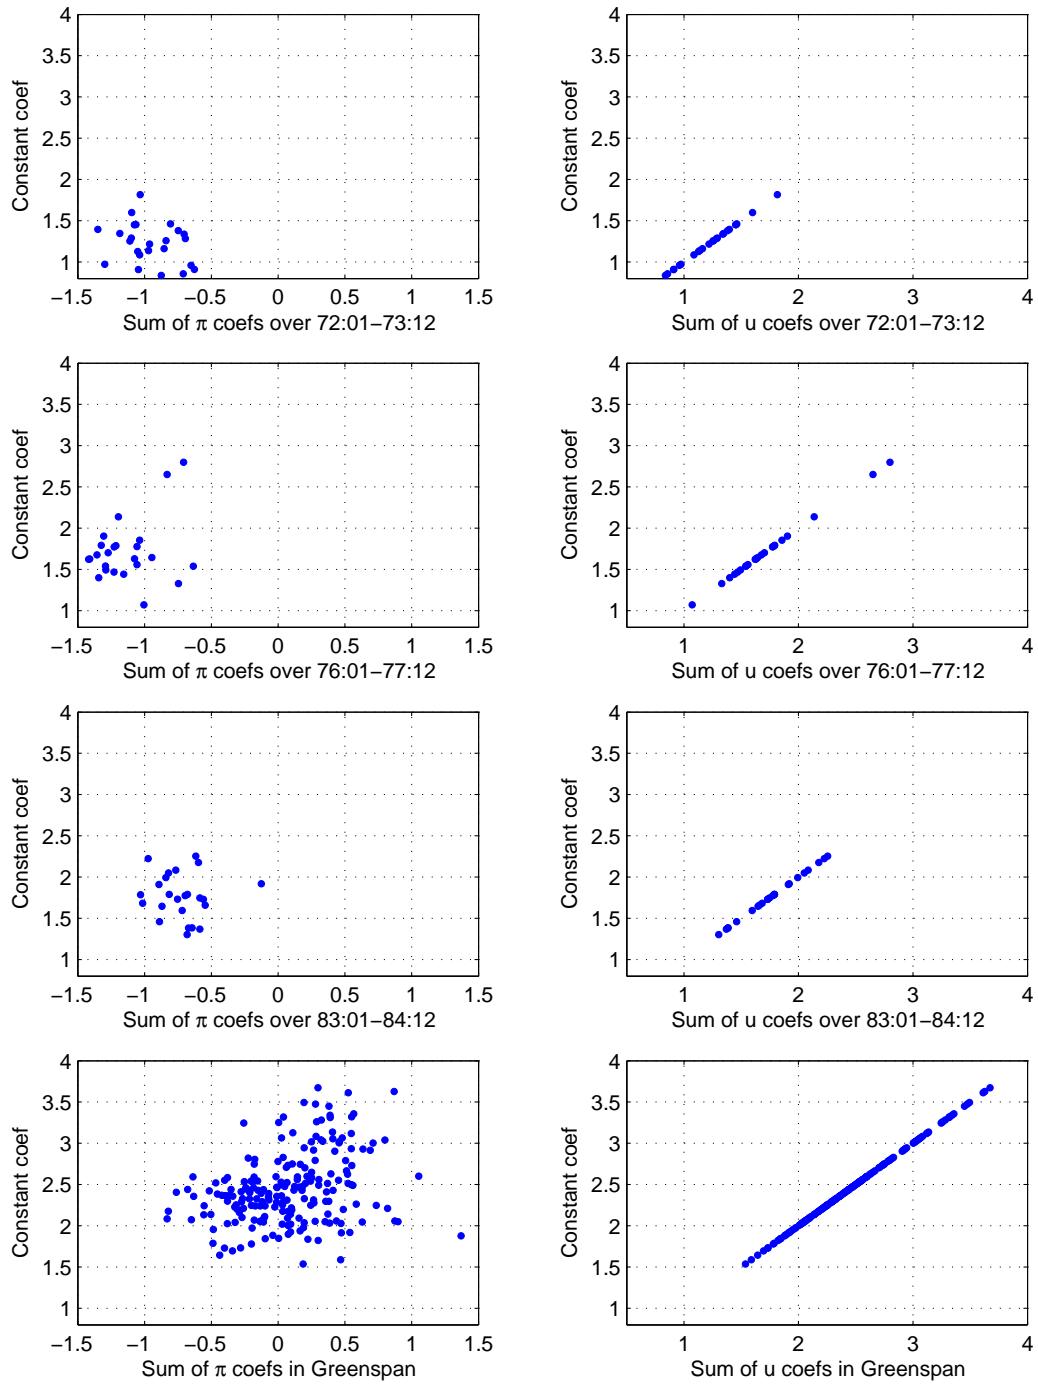 4
3.5
3
2.5
2
1.5
1
−1.5 −1 −0.5 0 0.5 1 1.5
Constant coef
Sum of π coefs over 72:01−73:12
4
3.5
3
2.5
2
1.5
1
1 2 3 4
Constant coef
Sum of u coefs over 72:01−73:12
4
3.5
3
2.5
2
1.5
1
−1.5 −1 −0.5 0 0.5 1 1.5
Constant coef
Sum of π coefs over 76:01−77:12
4
3.5
3
2.5
2
1.5
1
1 2 3 4
Constant coef
Sum of u coefs over 76:01−77:12
4
3.5
3
2.5
2
1.5
1
−1.5 −1 −0.5 0 0.5 1 1.5
Constant coef
Sum of π coefs over 83:01−84:12
4
3.5
3
2.5
2
1.5
1
1 2 3 4
Constant coef
Sum of u coefs over 83:01−84:12
4
3.5
3
2.5
2
1.5
1
−1.5 −1 −0.5 0 0.5 1 1.5
Constant coef
Sum of π coefs in Greenspan
4
3.5
3
2.5
2
1.5
1
1 2 3 4
Constant coef
Sum of u coefs in Greenspan